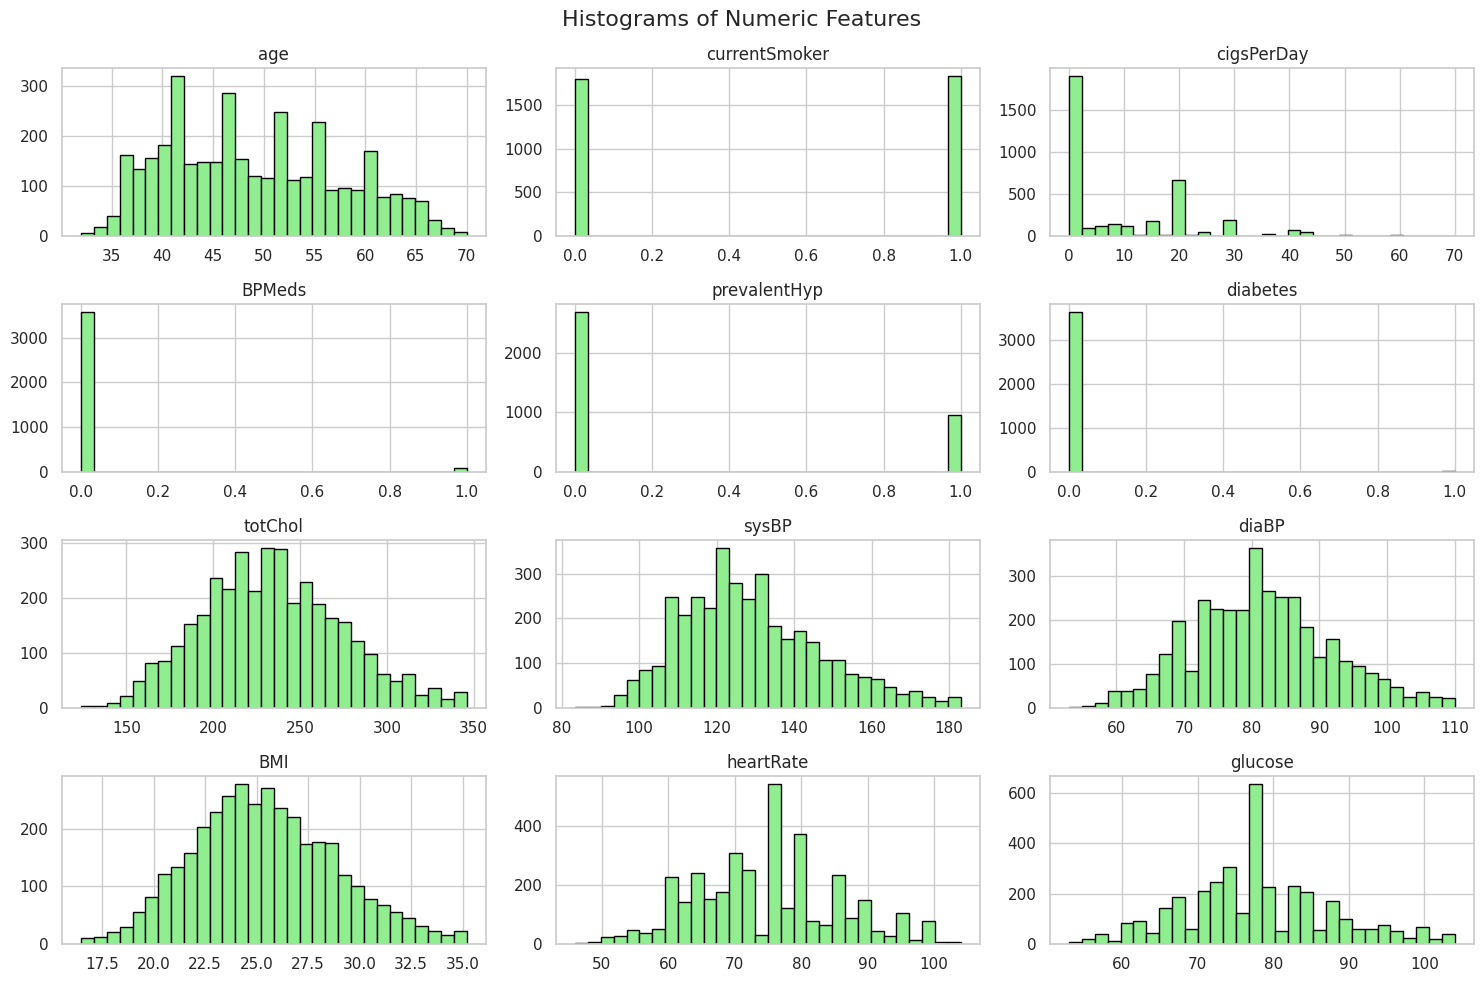 Histograms of Numeric Features
age
currentSmoker
cigsPerDay
300
200
100
0
35 40 45 50 55 60 65 70
1500
1000
500
0
0.0 0.2 0.4 0.6 0.8 1.0
1500
1000
500
0
0 10 20 30 40 50 60 70
BPMeds
prevalentHyp
diabetes
3000
2000
1000
0
0.0 0.2 0.4 0.6 0.8 1.0
2000
1000
0
0.0 0.2 0.4 0.6 0.8 1.0
3000
2000
1000
0
0.0 0.2 0.4 0.6 0.8 1.0
totChol
sysBP
diaBP
300
200
100
0
150 200 250 300 350
300
200
100
0
80 100 120 140 160 180
300
200
100
0
60 70 80 90 100 110
BMI
heartRate
glucose
200
100
0
17.5 20.0 22.5 25.0 27.5 30.0 32.5 35.0
400
200
0
50 60 70 80 90 100
600
400
200
0
60 70 80 90 100